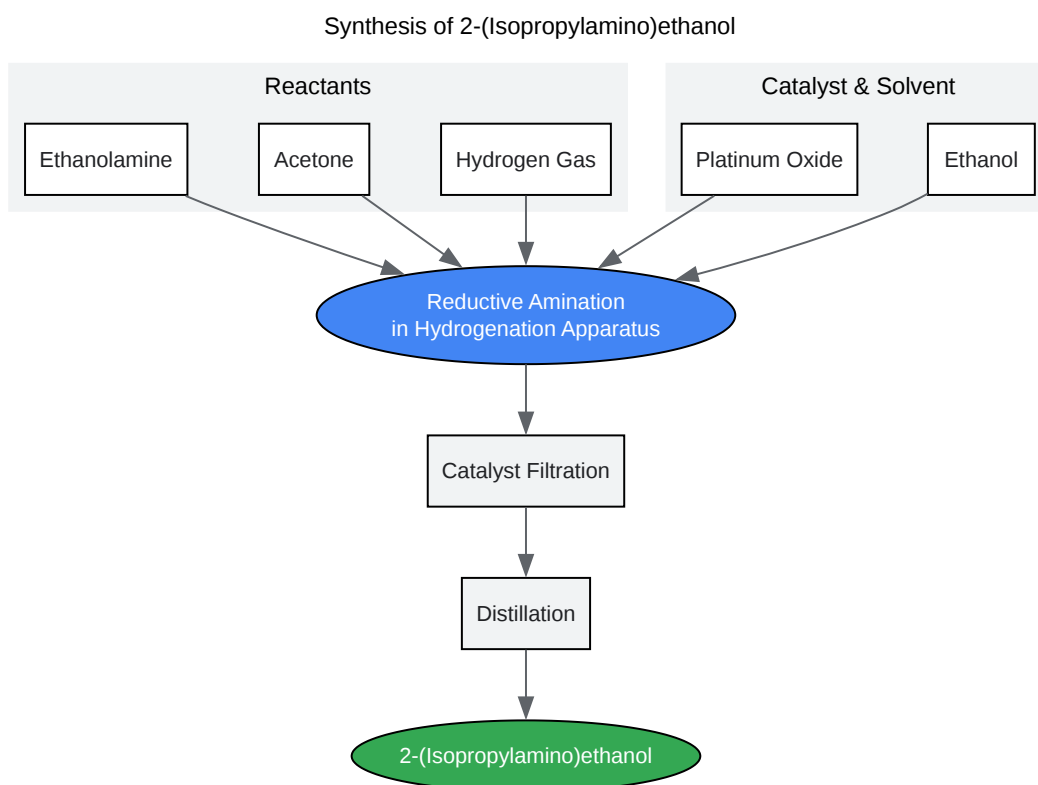 Synthesis of 2-(Isopropylamino)ethanol
Reactants
Catalyst & Solvent
Ethanolamine
Acetone
Hydrogen Gas
Platinum Oxide
Ethanol
Reductive Amination
in Hydrogenation Apparatus
Catalyst Filtration
Distillation
2-(Isopropylamino)ethanol